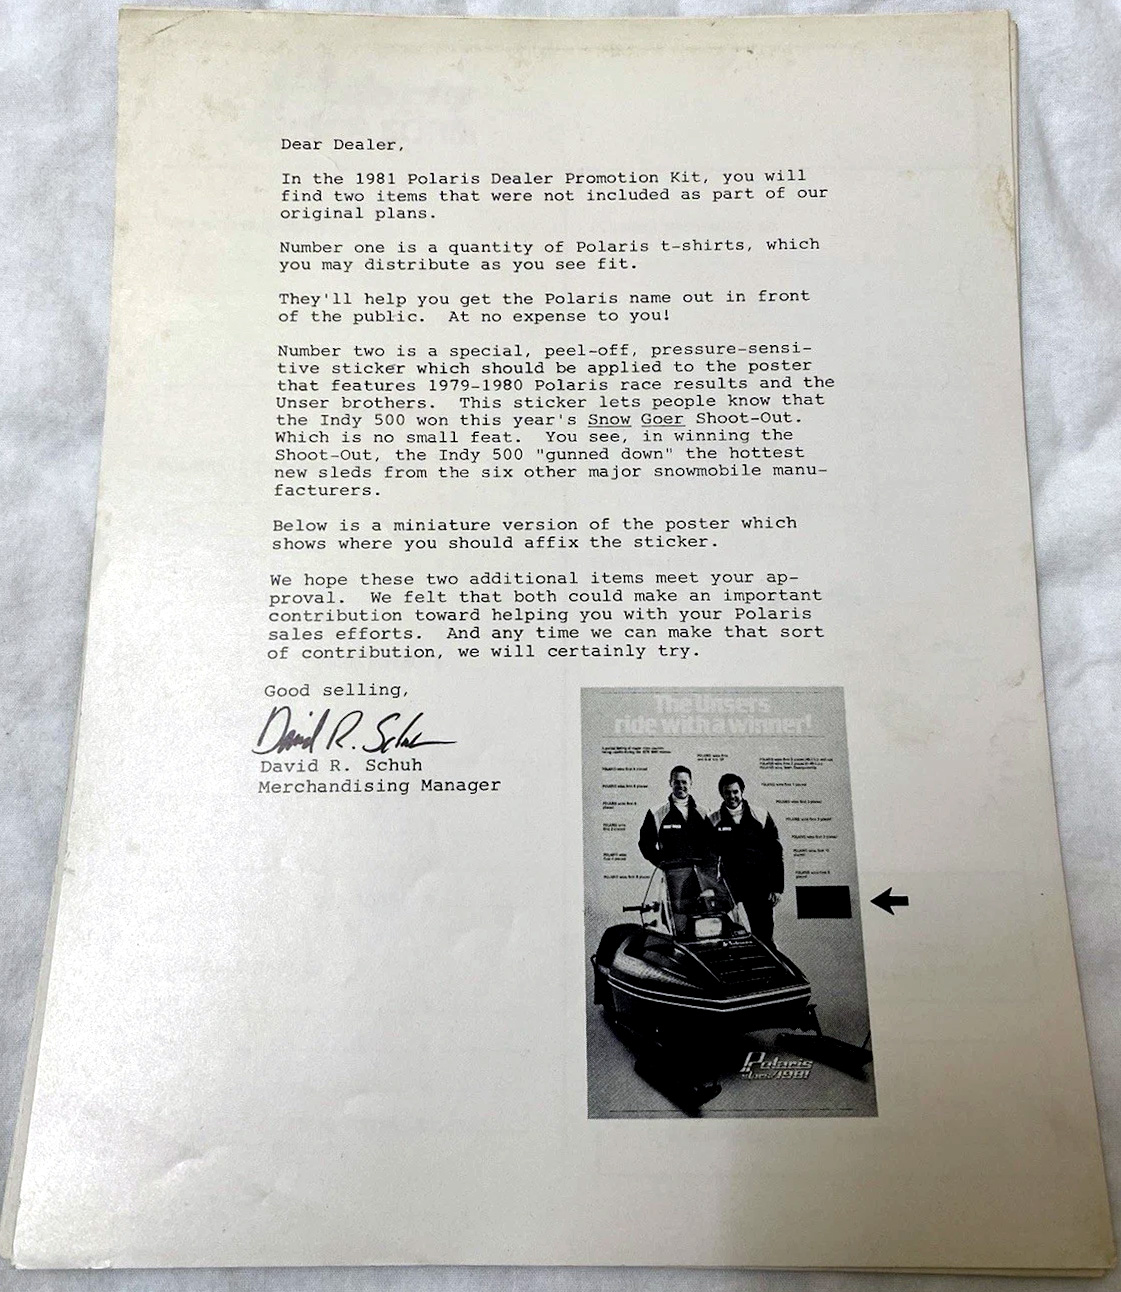 Dear Dealer,
In the 1981 Polaris Dealer Promotion Kit, you will
find two items that were not included as part of our
original plans.
Number one is a quantity of Polaris t-shirts, which
you may distribute as you see fit.
They'll help you get the Polaris name out in front
of the public.  At no expense to you!
Number two is a special, peel-off, pressure-sensi-
tive sticker which should be applied to the poster
that features 1979-1980 Polaris race results and the
Unser brothers.  This sticker lets people know that
the Indy 500 won this year's Snow Goer Shoot-Out.
Which is no small feat.  You see, in winning the
Shoot-Out, the Indy 500 "gunned down" the hottest
new sleds from the six other major snowmobile manu-
facturers.
Below is a miniature version of the poster which
shows where you should affix the sticker.
We hope these two additional items meet your ap-
proval.  We felt that both could make an important
contribution toward helping you with your Polaris
sales efforts.  And any time we can make that sort
of contribution, we will certainly try.
Good selling,
David R. Schuh
David R. Schuh
Merchandising Manager
The Unsers
ride with a winner!
Polaris
1981